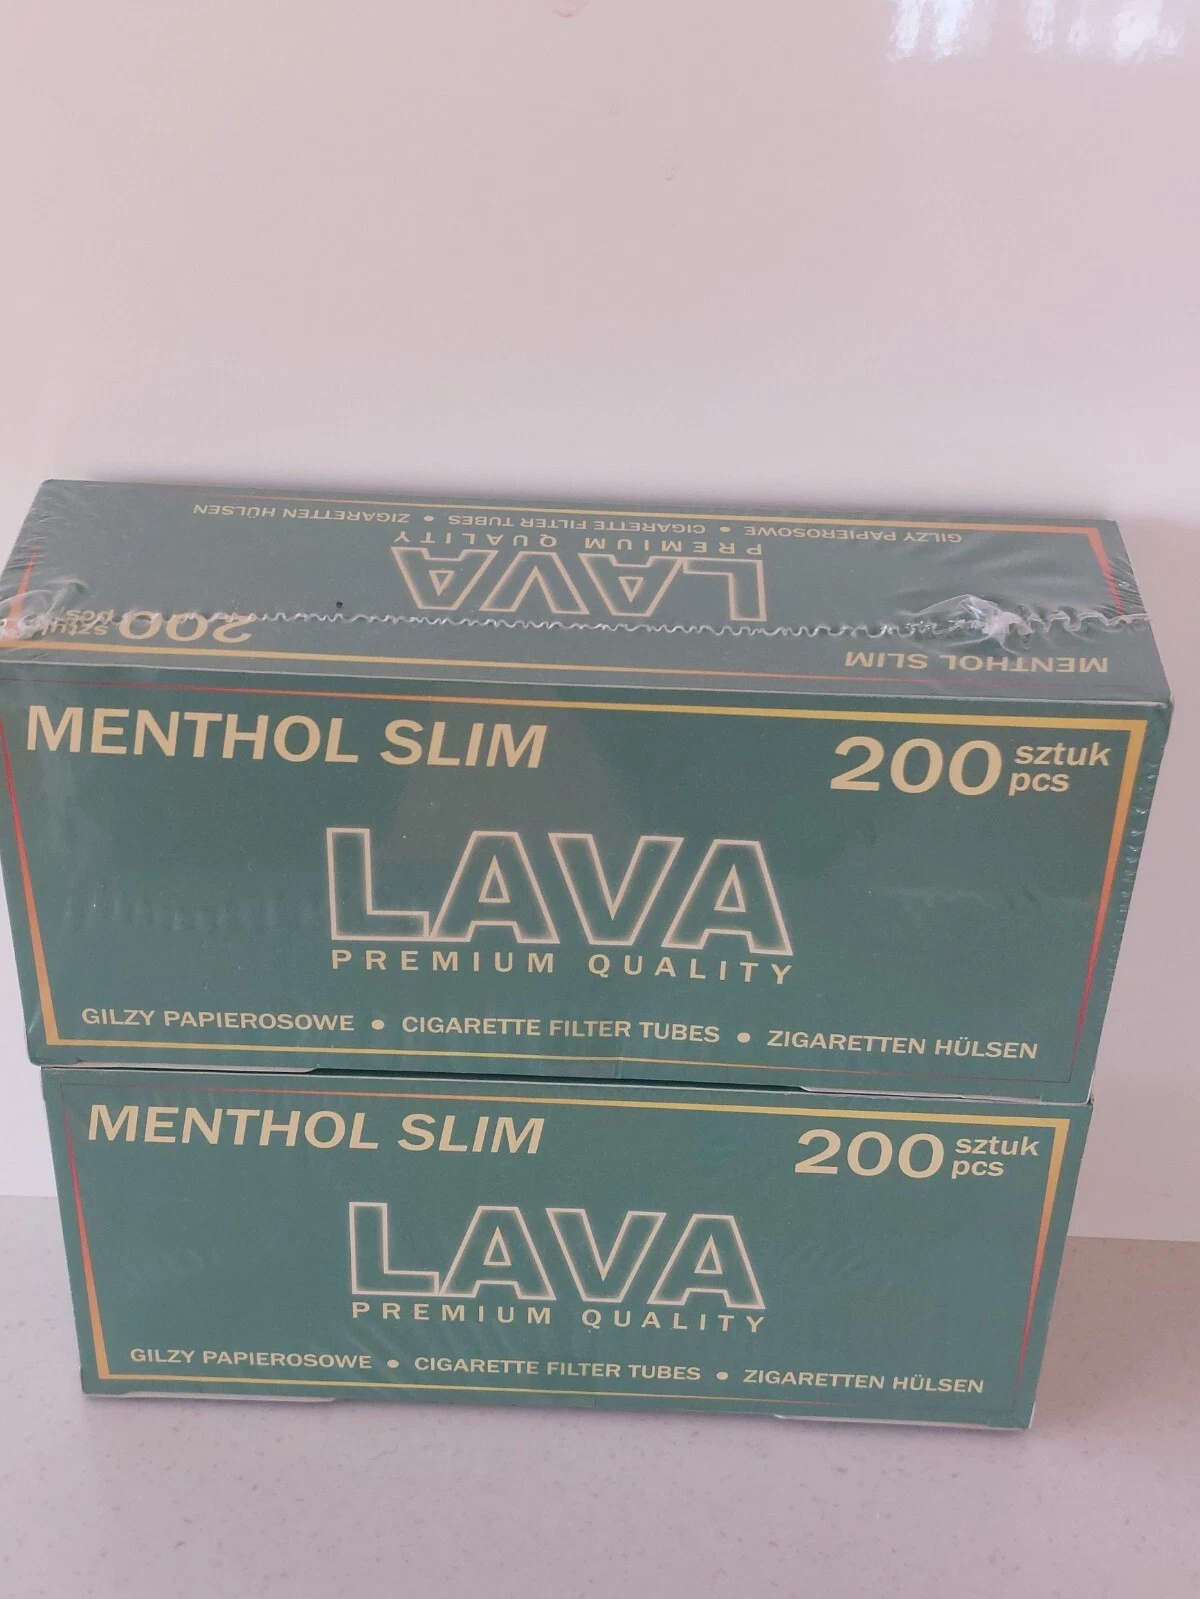 GILZY PAPIEROSOWE • CIGARETTE FILTER TUBES • ZIGARETTEN HÜLSEN
PREMIUM QUALITY
LAVA
200 sztuk
pcs
MENTHOL SLIM
MENTHOL SLIM
200 sztuk
pcs
LAVA
PREMIUM QUALITY
GILZY PAPIEROSOWE • CIGARETTE FILTER TUBES • ZIGARETTEN HÜLSEN
MENTHOL SLIM
200 sztuk
pcs
LAVA
PREMIUM QUALITY
GILZY PAPIEROSOWE • CIGARETTE FILTER TUBES • ZIGARETTEN HÜLSEN